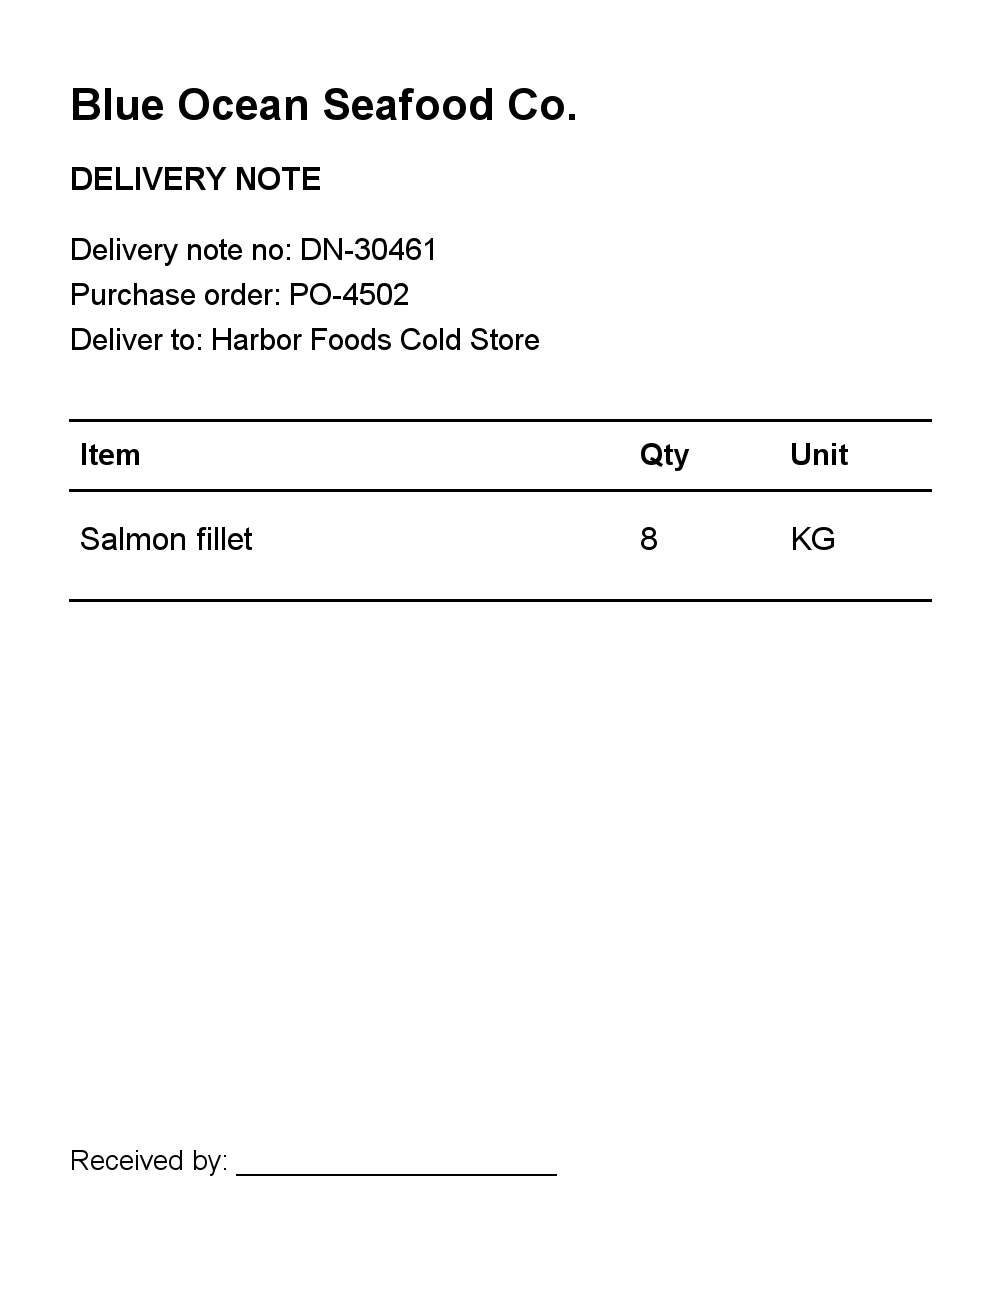 Blue Ocean Seafood Co.
DELIVERY NOTE
Delivery note no: DN-30461
Purchase order: PO-4502
Deliver to: Harbor Foods Cold Store
Item Qty Unit
Salmon fillet 8 KG
Received by: ____________________